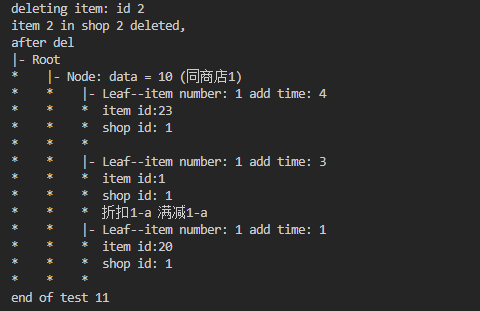 deleting item: id 2
item 2 in shop 2 deleted,
after del
|- Root
*    |- Node: data = 10 (同商店1)
*    *    |- Leaf--item number: 1 add time: 4
*    *    *  item id:23
*    *    *  shop id: 1
*    *    *
*    *    |- Leaf--item number: 1 add time: 3
*    *    *  item id:1
*    *    *  shop id: 1
*    *    *  折扣1-a 满减1-a
*    *    |- Leaf--item number: 1 add time: 1
*    *    *  item id:20
*    *    *  shop id: 1
*    *    *
end of test 11